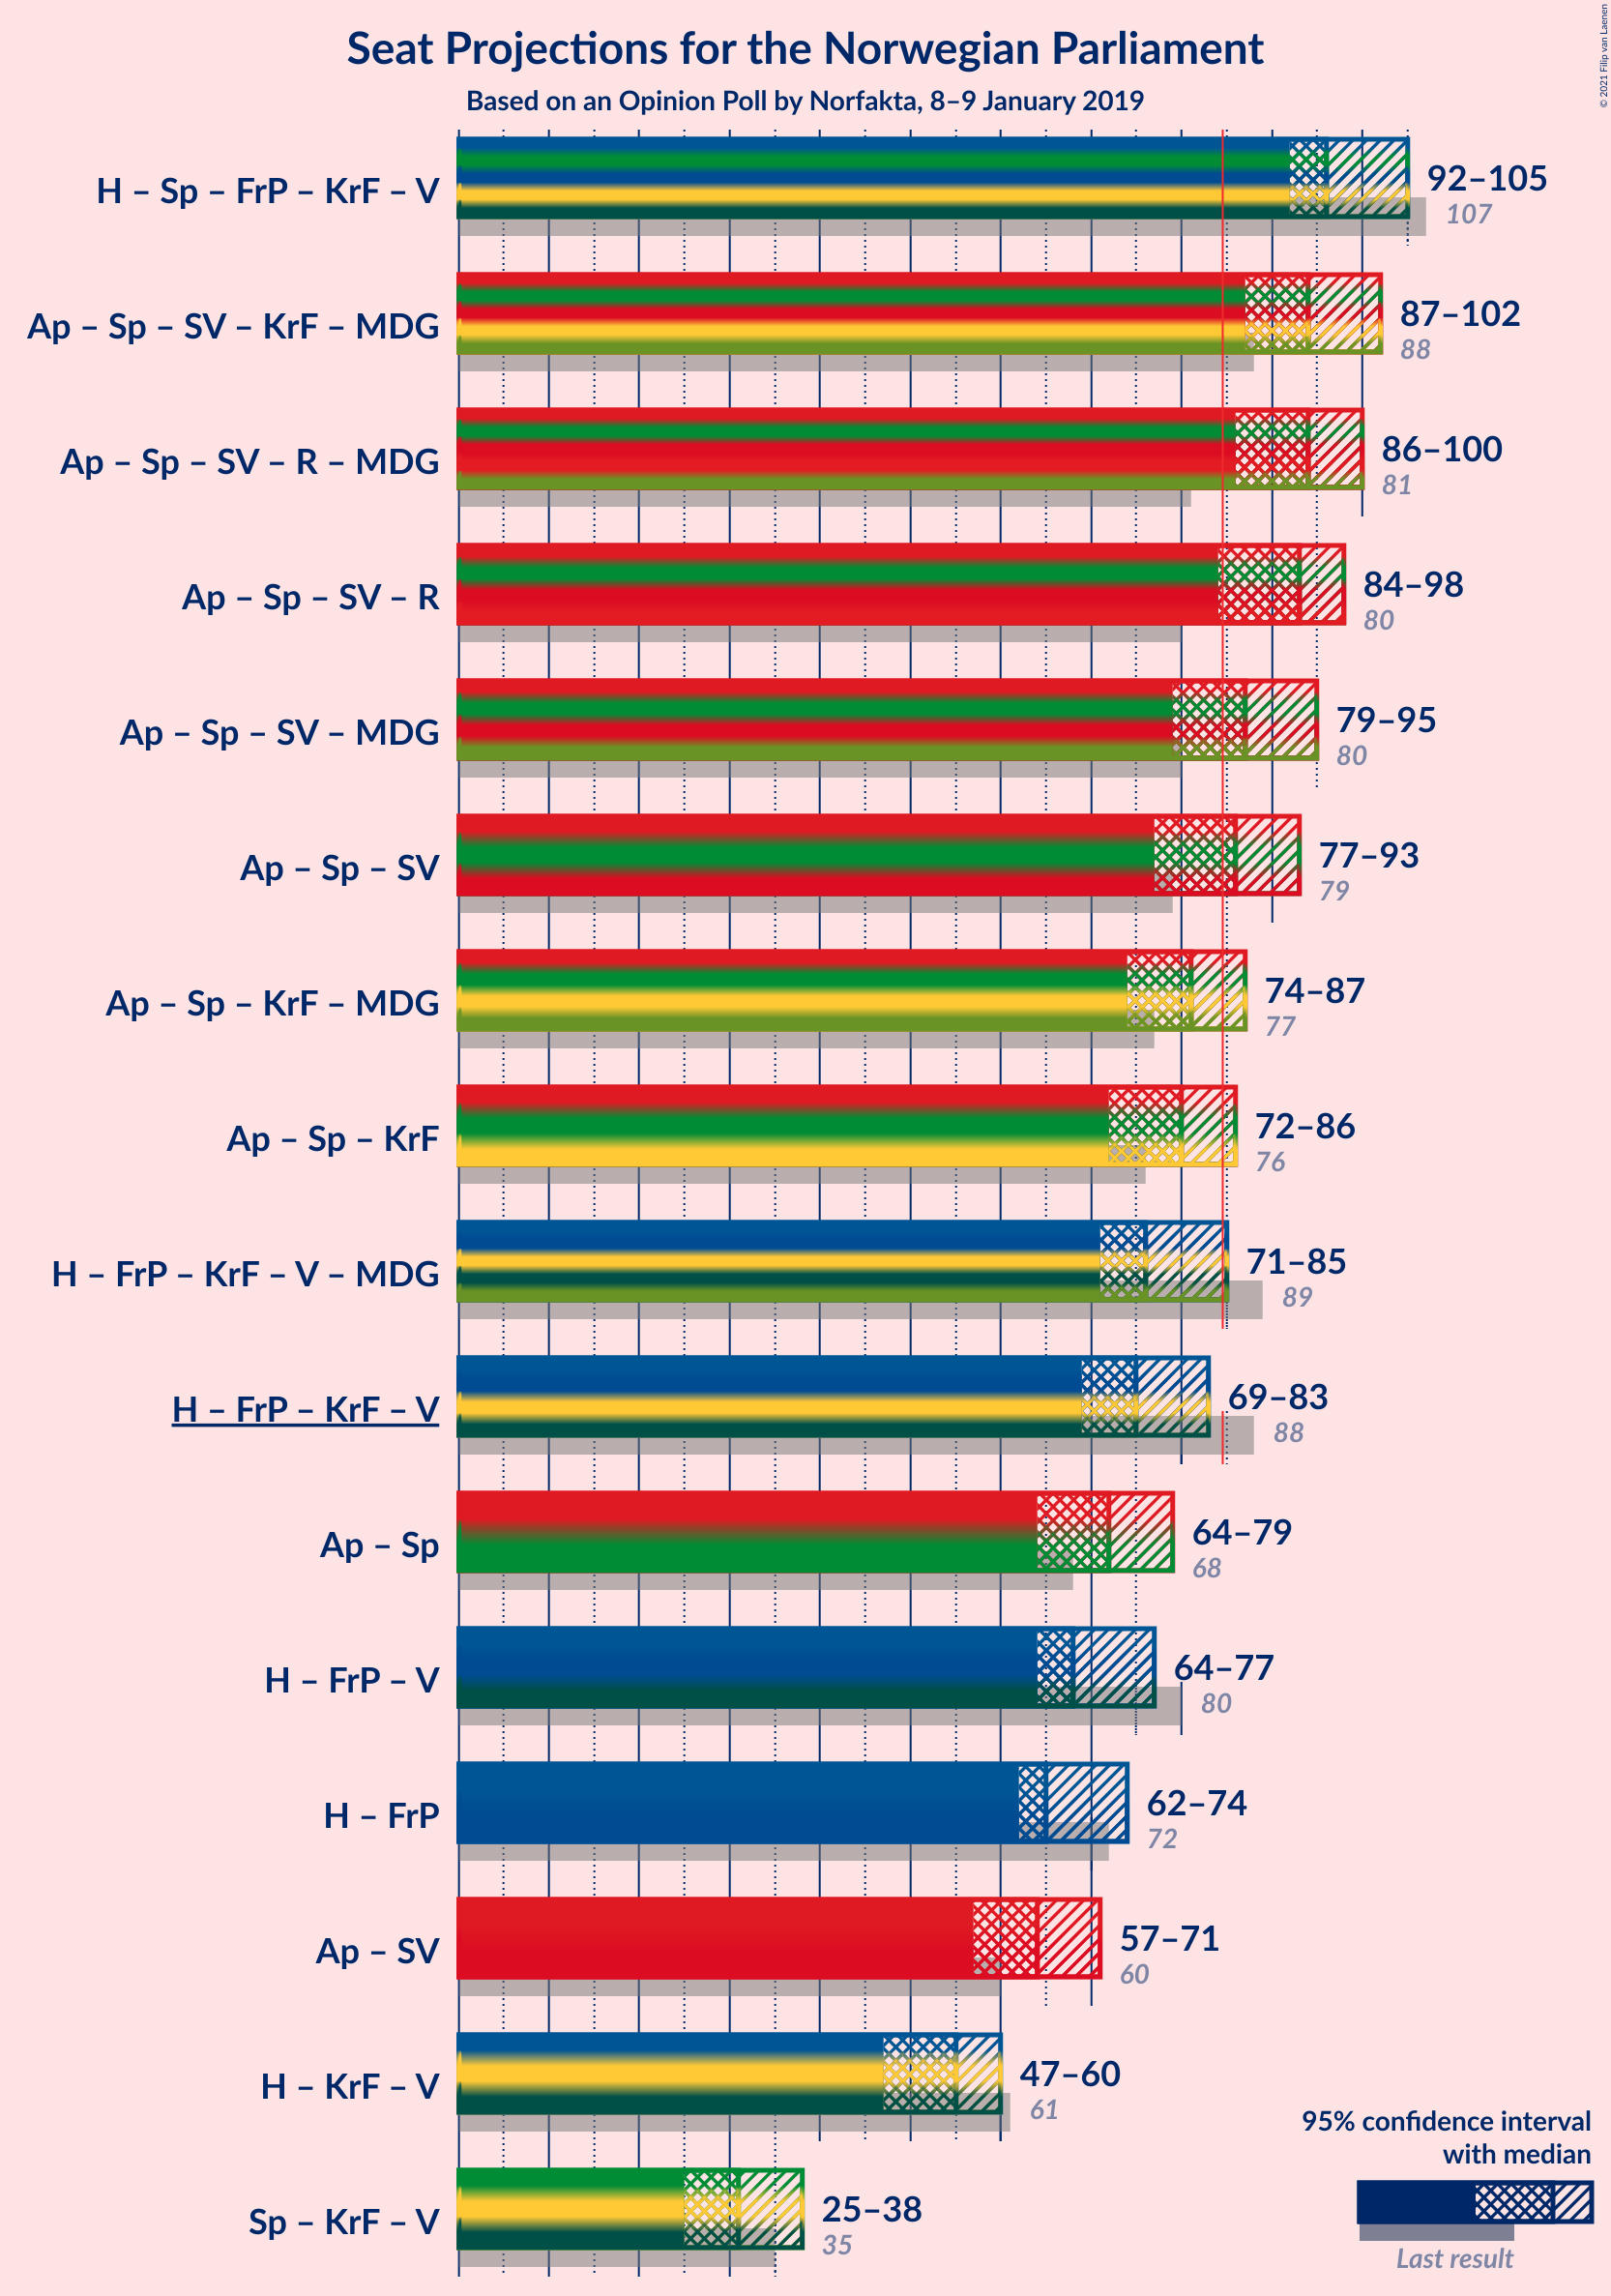 Seat Projections for the Norwegian Parliament
Based on an Opinion Poll by Norfakta, 8–9 January 2019
© 2021 Filip van Laenen
H – Sp – FrP – KrF – V
92–105
107
Ap – Sp – SV – KrF – MDG
87–102
88
Ap – Sp – SV – R – MDG
86–100
81
Ap – Sp – SV – R
84–98
80
Ap – Sp – SV – MDG
79–95
80
Ap – Sp – SV
77–93
79
Ap – Sp – KrF – MDG
74–87
77
Ap – Sp – KrF
72–86
76
H – FrP – KrF – V – MDG
71–85
89
H – FrP – KrF – V
69–83
88
Ap – Sp
64–79
68
H – FrP – V
64–77
80
H – FrP
62–74
72
Ap – SV
57–71
60
H – KrF – V
47–60
61
Sp – KrF – V
25–38
35
95% confidence interval
with median
Last result